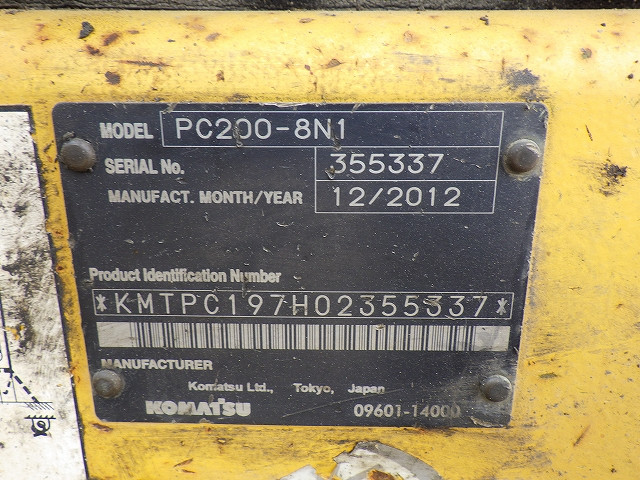 MODEL PC200-8N1
SERIAL No. 355337
MANUFACT. MONTH/YEAR 12/2012
Product Identification Number
*KMTPC197H02355337*
MANUFACTURER
Komatsu Ltd., Tokyo, Japan
KOMATSU 09601-14000